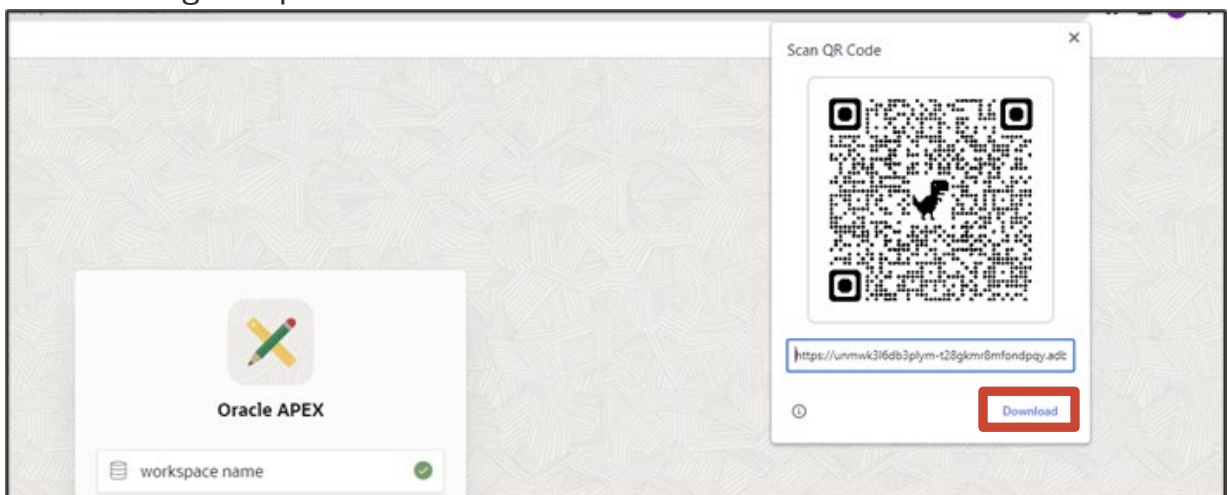 Scan QR Code
https://unmwk3l6db3plym-t28gkmr8mfondpqy.adb
Download
Oracle APEX
workspace name